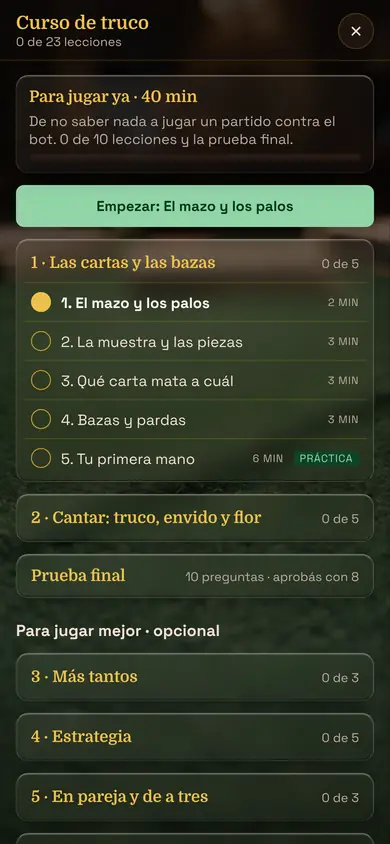 Curso de truco
0 de 23 lecciones
Para jugar ya · 40 min
De no saber nada a jugar un partido contra el
bot. 0 de 10 lecciones y la prueba final.
Empezar: El mazo y los palos
1 · Las cartas y las bazas 0 de 5
1. El mazo y los palos 2 MIN
2. La muestra y las piezas 3 MIN
3. Qué carta mata a cuál 3 MIN
4. Bazas y pardas 3 MIN
5. Tu primera mano 6 MIN PRÁCTICA
2 · Cantar: truco, envido y flor 0 de 5
Prueba final 10 preguntas · aprobás con 8
Para jugar mejor · opcional
3 · Más tantos 0 de 3
4 · Estrategia 0 de 5
5 · En pareja y de a tres 0 de 3